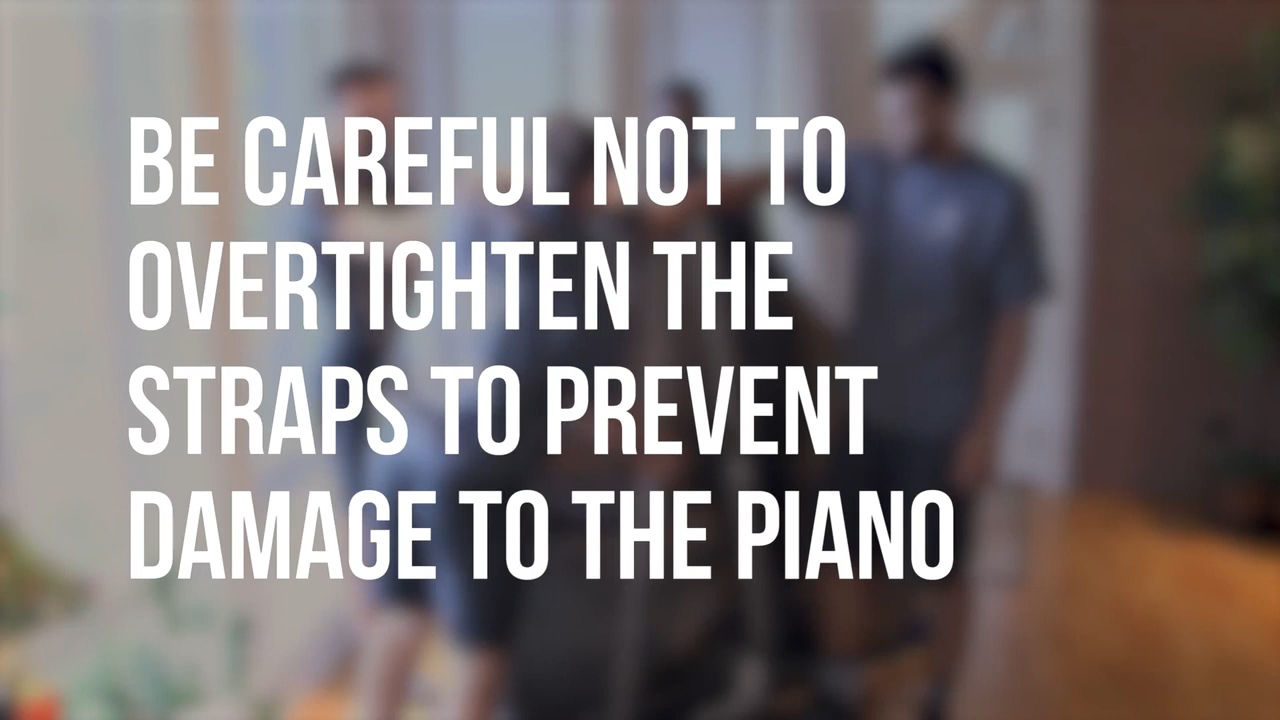 BE CAREFUL NOT TO
OVERTIGHTEN THE
STRAPS TO PREVENT
DAMAGE TO THE PIANO